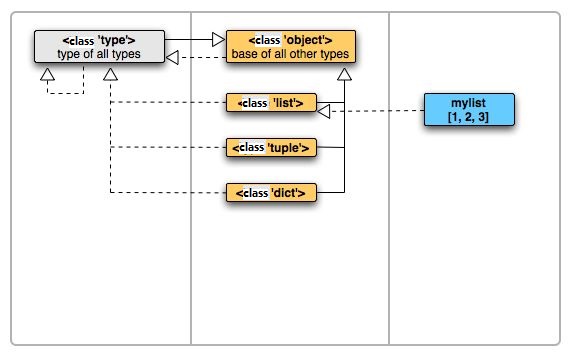 <class 'type'>
type of all types
<class 'object'>
base of all other types
<class 'list'>
mylist
[1, 2, 3]
<class 'tuple'>
<class 'dict'>